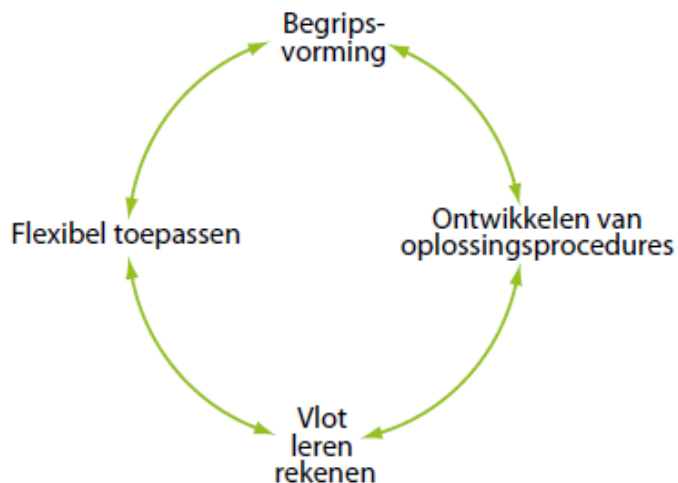 Begrips-
vorming
Flexibel toepassen
Ontwikkelen van
oplossingsprocedures
Vlot
leren
rekenen